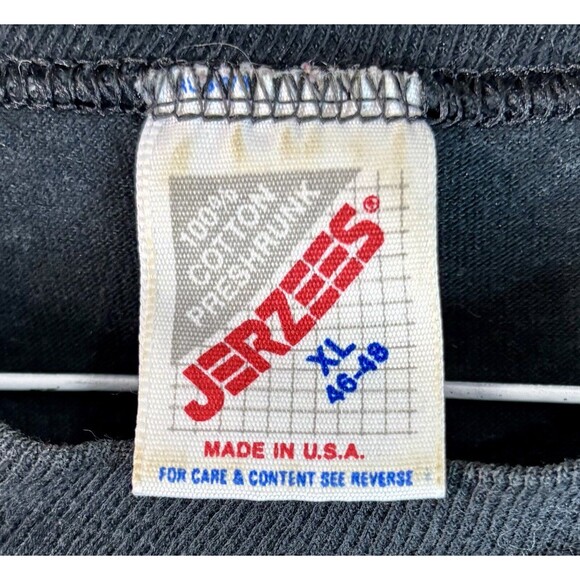 100%
COTTON
PRESHRUNK
JERZEES®
XL
46-48
MADE IN U.S.A.
FOR CARE & CONTENT SEE REVERSE